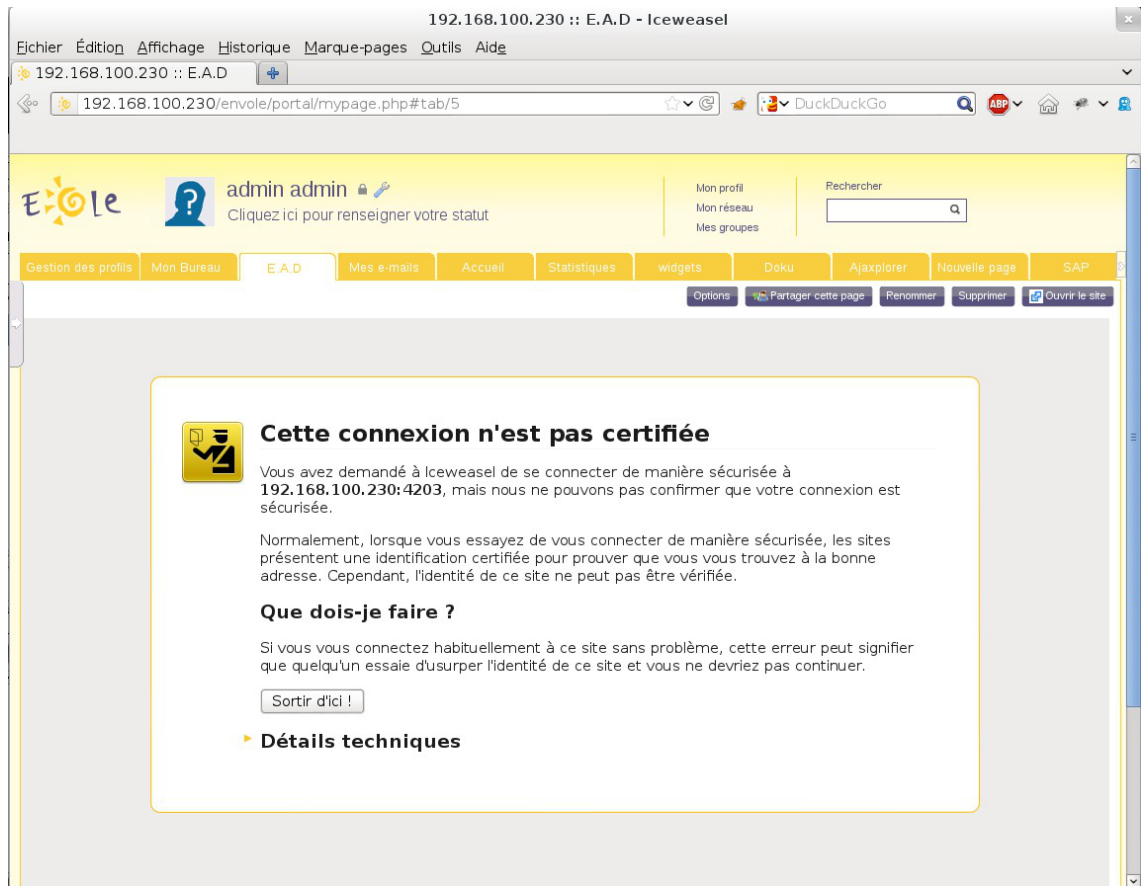 192.168.100.230 :: E.A.D - Iceweasel
Fichier Édition Affichage Historique Marque-pages Outils Aide
192.168.100.230 :: E.A.D
192.168.100.230/envole/portal/mypage.php#tab/5
DuckDuckGo
ABP
Eole
admin admin
Cliquez ici pour renseigner votre statut
Mon profil
Mon réseau
Mes groupes
Rechercher
Gestion des profils Mon Bureau E.A.D Mes e-mails Accueil Statistiques widgets Doku Ajaxplorer Nouvelle page SAP
Options Partager cette page Renommer Supprimer Ouvrir le site
Cette connexion n'est pas certifiée
Vous avez demandé à Iceweasel de se connecter de manière sécurisée à
192.168.100.230:4203, mais nous ne pouvons pas confirmer que votre connexion est
sécurisée.
Normalement, lorsque vous essayez de vous connecter de manière sécurisée, les sites
présentent une identification certifiée pour prouver que vous vous trouvez à la bonne
adresse. Cependant, l'identité de ce site ne peut pas être vérifiée.
Que dois-je faire ?
Si vous vous connectez habituellement à ce site sans problème, cette erreur peut signifier
que quelqu'un essaie d'usurper l'identité de ce site et vous ne devriez pas continuer.
Sortir d'ici !
Détails techniques